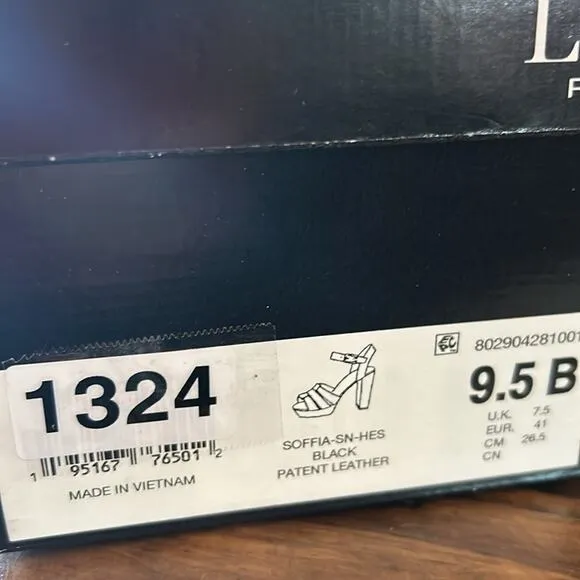 L
1324
1 95167 76501 2
MADE IN VIETNAM
SOFFIA-SN-HES
BLACK
PATENT LEATHER
802904281001
9.5 B
U.K. 7.5
EUR. 41
CM 26.5
CN